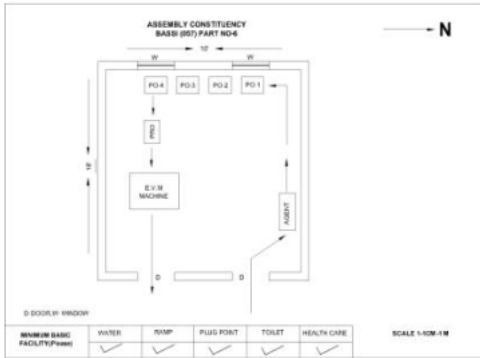 ASSEMBLY CONSTITUENCY
BASSI (057) PART NO-6
10'
N
W
W
PO-4
PO-3
PO-2
PO-1
PRO
E.V.M
MACHINE
AGENT
D
D
D: DOOR, W: WINDOW
MINIMUM BASIC
FACILITY(Please)
WATER
RAMP
PLUG POINT
TOILET
HEALTH CARE
SCALE 1-1CM-1M